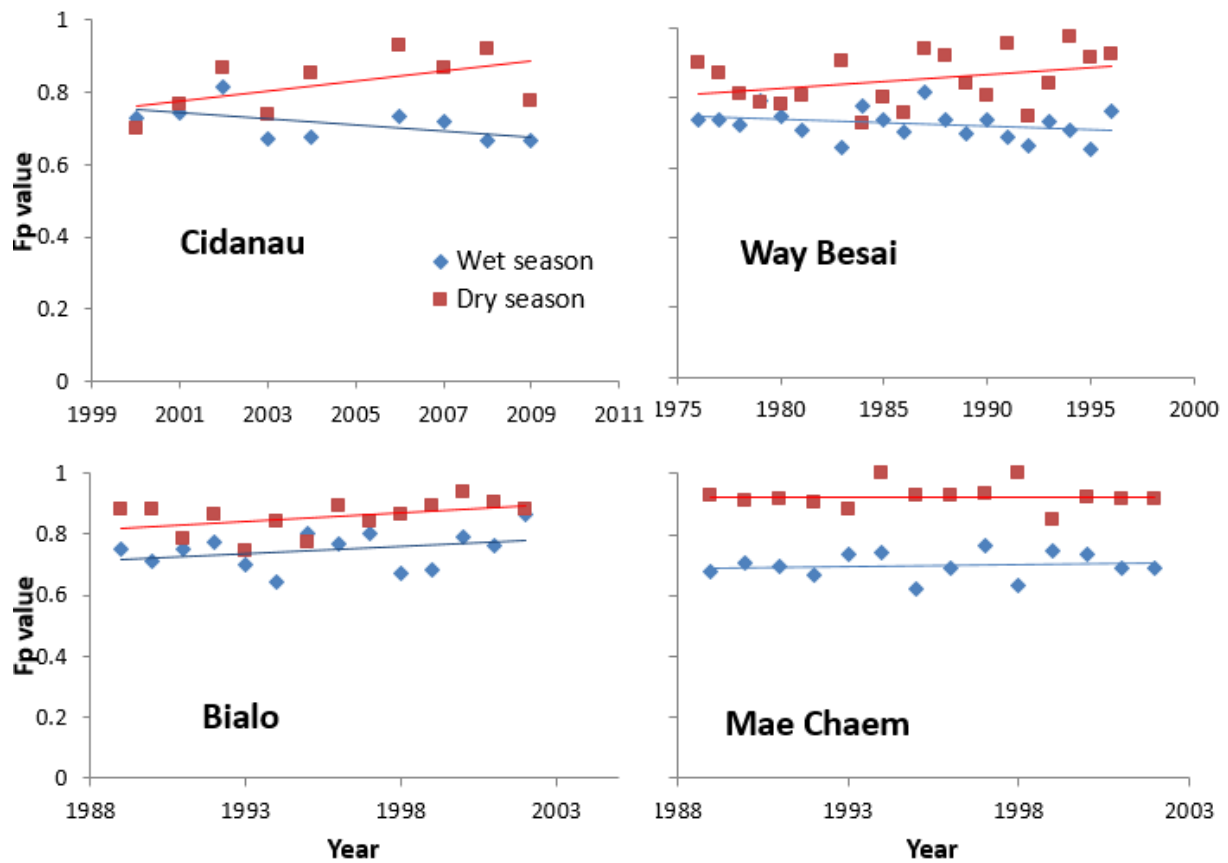 1
0.8
0.6
0.4
0.2
0
Fp value
Cidanau
Wet season
Dry season
1999 2001 2003 2005 2007 2009 2011
Way Besai
1975 1980 1985 1990 1995 2000
1
0.8
0.6
0.4
0.2
0
Fp value
Bialo
1988 1993 1998 2003
Year
Mae Chaem
1988 1993 1998 2003
Year